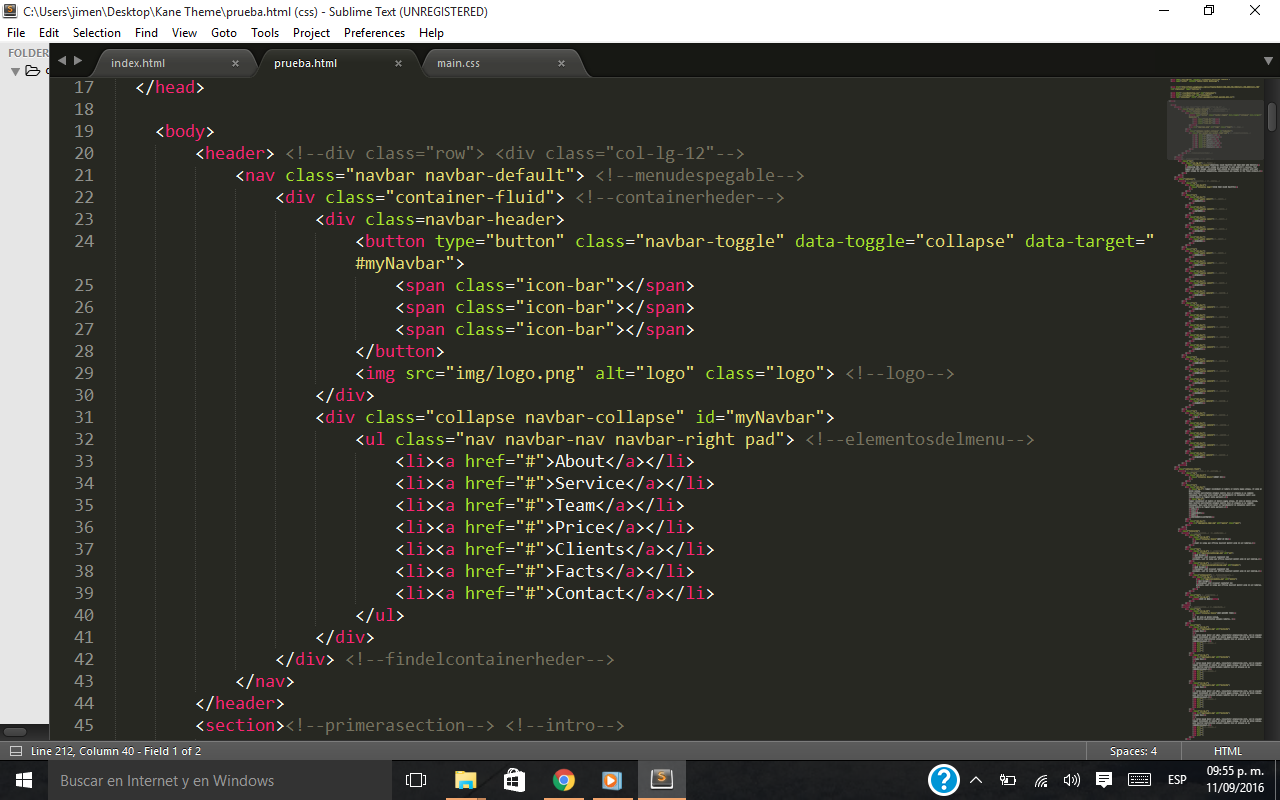 C:\Users\jimen\Desktop\Kane Theme\prueba.html (css) - Sublime Text (UNREGISTERED)
File Edit Selection Find View Goto Tools Project Preferences Help
FOLDER
index.html × prueba.html × main.css ×
17 </head>
18
19 <body>
20 <header> <!--div class="row"> <div class="col-lg-12"-->
21 <nav class="navbar navbar-default"> <!--menudespegable-->
22 <div class="container-fluid"> <!--containerheder-->
23 <div class=navbar-header>
24 <button type="button" class="navbar-toggle" data-toggle="collapse" data-target="
#myNavbar">
25 <span class="icon-bar"></span>
26 <span class="icon-bar"></span>
27 <span class="icon-bar"></span>
28 </button>
29 <img src="img/logo.png" alt="logo" class="logo"> <!--logo-->
30 </div>
31 <div class="collapse navbar-collapse" id="myNavbar">
32 <ul class="nav navbar-nav navbar-right pad"> <!--elementosdelmenu-->
33 <li><a href="#">About</a></li>
34 <li><a href="#">Service</a></li>
35 <li><a href="#">Team</a></li>
36 <li><a href="#">Price</a></li>
37 <li><a href="#">Clients</a></li>
38 <li><a href="#">Facts</a></li>
39 <li><a href="#">Contact</a></li>
40 </ul>
41 </div>
42 </div> <!--findelcontainerheder-->
43 </nav>
44 </header>
45 <section><!--primerasection--> <!--intro-->
Line 212, Column 40 - Field 1 of 2 Spaces: 4 HTML
Buscar en Internet y en Windows ESP 09:55 p. m.
11/09/2016